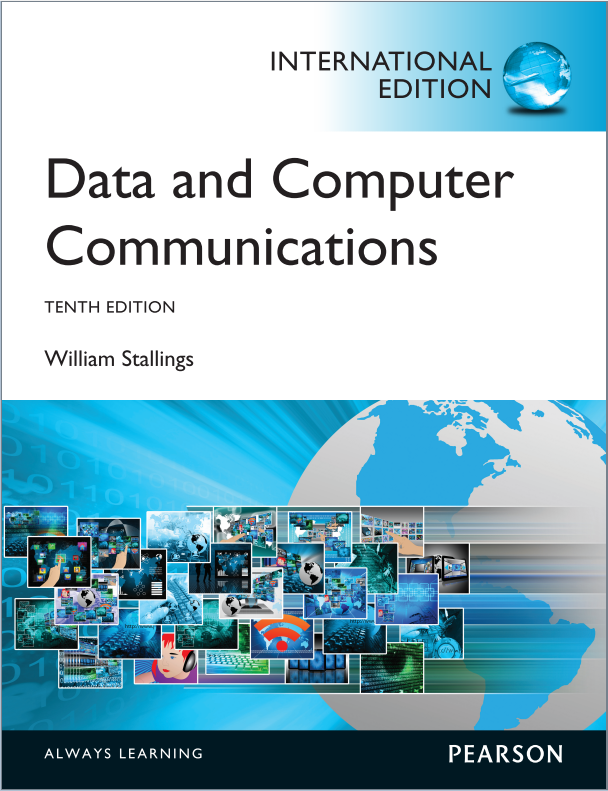 INTERNATIONAL
EDITION
Data and Computer
Communications
TENTH EDITION
William Stallings
ALWAYS LEARNING
PEARSON